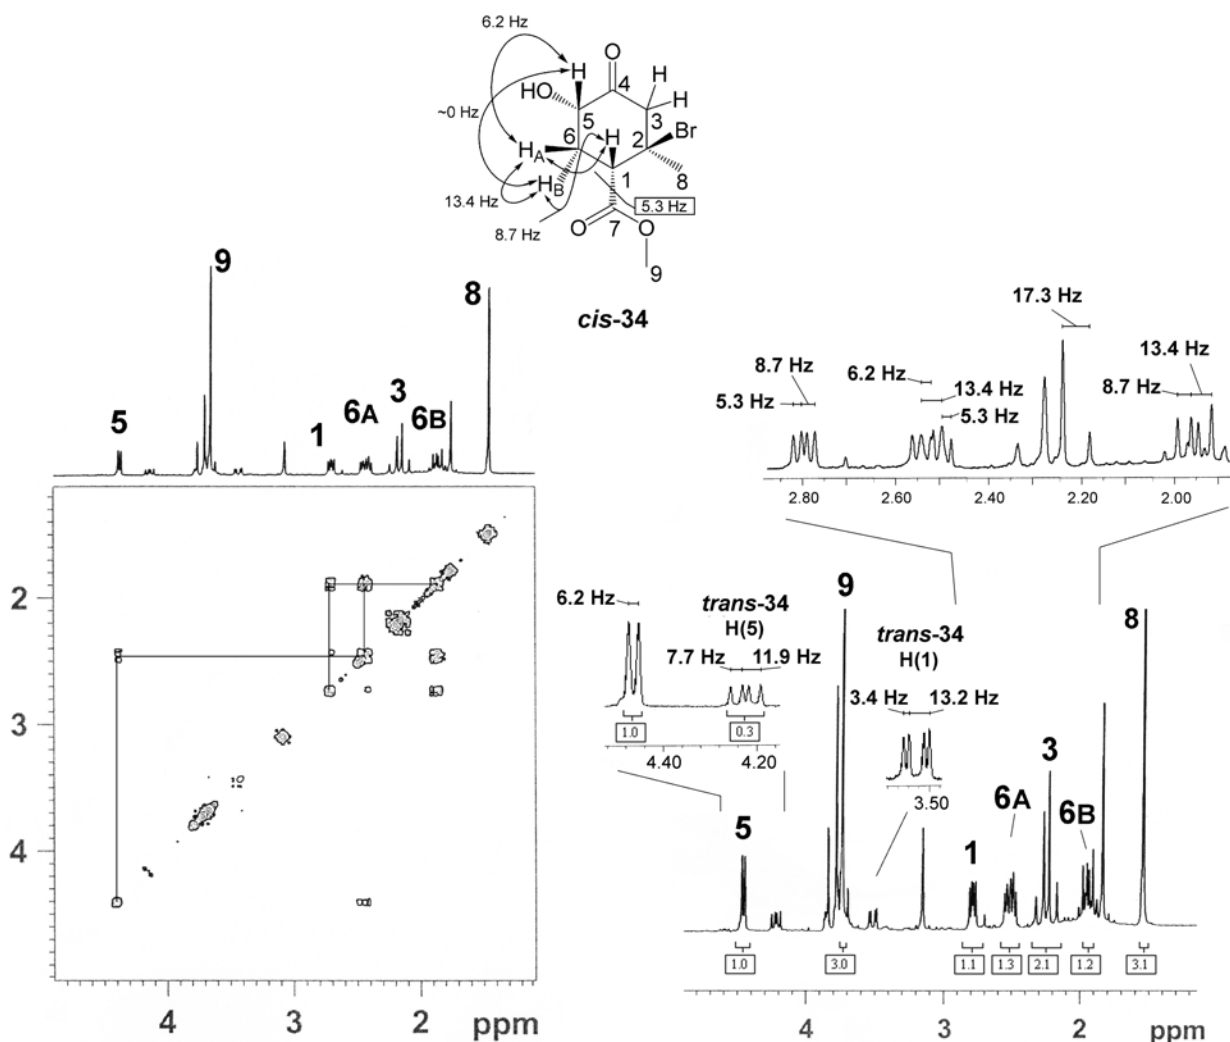 6.2 Hz
O
H
4
H
HO
H
~0 Hz
5
3
Br
6
H
2
HA
1
8
HB
13.4 Hz
5.3 Hz
7
O
O
8.7 Hz
9
cis-34
9
8
5
1
6A
3
6B
17.3 Hz
13.4 Hz
8.7 Hz
6.2 Hz
8.7 Hz
13.4 Hz
5.3 Hz
5.3 Hz
2.80
2.60
2.40
2.20
2.00
2
3
4
4
3
2
ppm
6.2 Hz
trans-34
H(5)
7.7 Hz
11.9 Hz
1.0
0.3
4.40
4.20
9
trans-34
H(1)
3.4 Hz
13.2 Hz
3.50
8
5
1
6A
3
6B
1.0
3.0
1.1
1.3
2.1
1.2
3.1
4
3
2
ppm